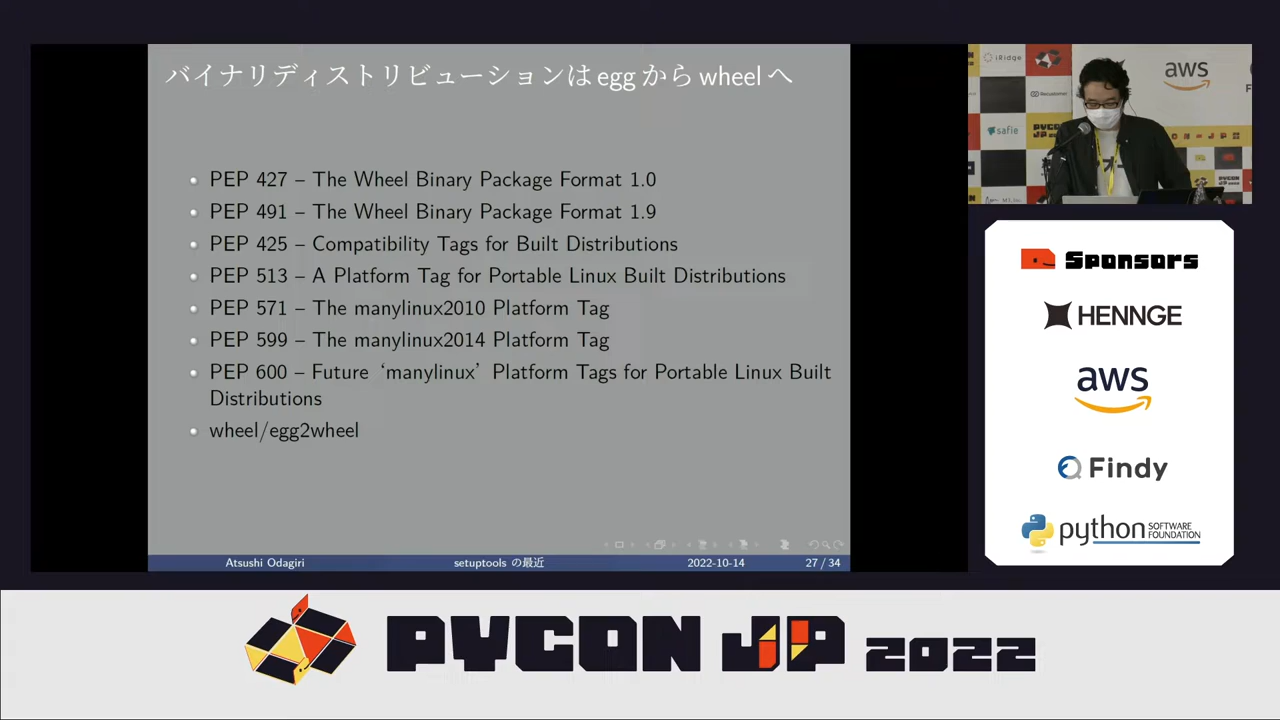 バイナリディストリビューションは egg から wheel へ
PEP 427 – The Wheel Binary Package Format 1.0
PEP 491 – The Wheel Binary Package Format 1.9
PEP 425 – Compatibility Tags for Built Distributions
PEP 513 – A Platform Tag for Portable Linux Built Distributions
PEP 571 – The manylinux2010 Platform Tag
PEP 599 – The manylinux2014 Platform Tag
PEP 600 – Future ‘manylinux’ Platform Tags for Portable Linux Built
Distributions
wheel/egg2wheel
Atsushi Odagiri
setuptools の最近
2022-10-14
27 / 34
iRidge
aws
safie
Sponsors
HENNGE
aws
Findy
python SOFTWARE
FOUNDATION
PYCON JP 2022